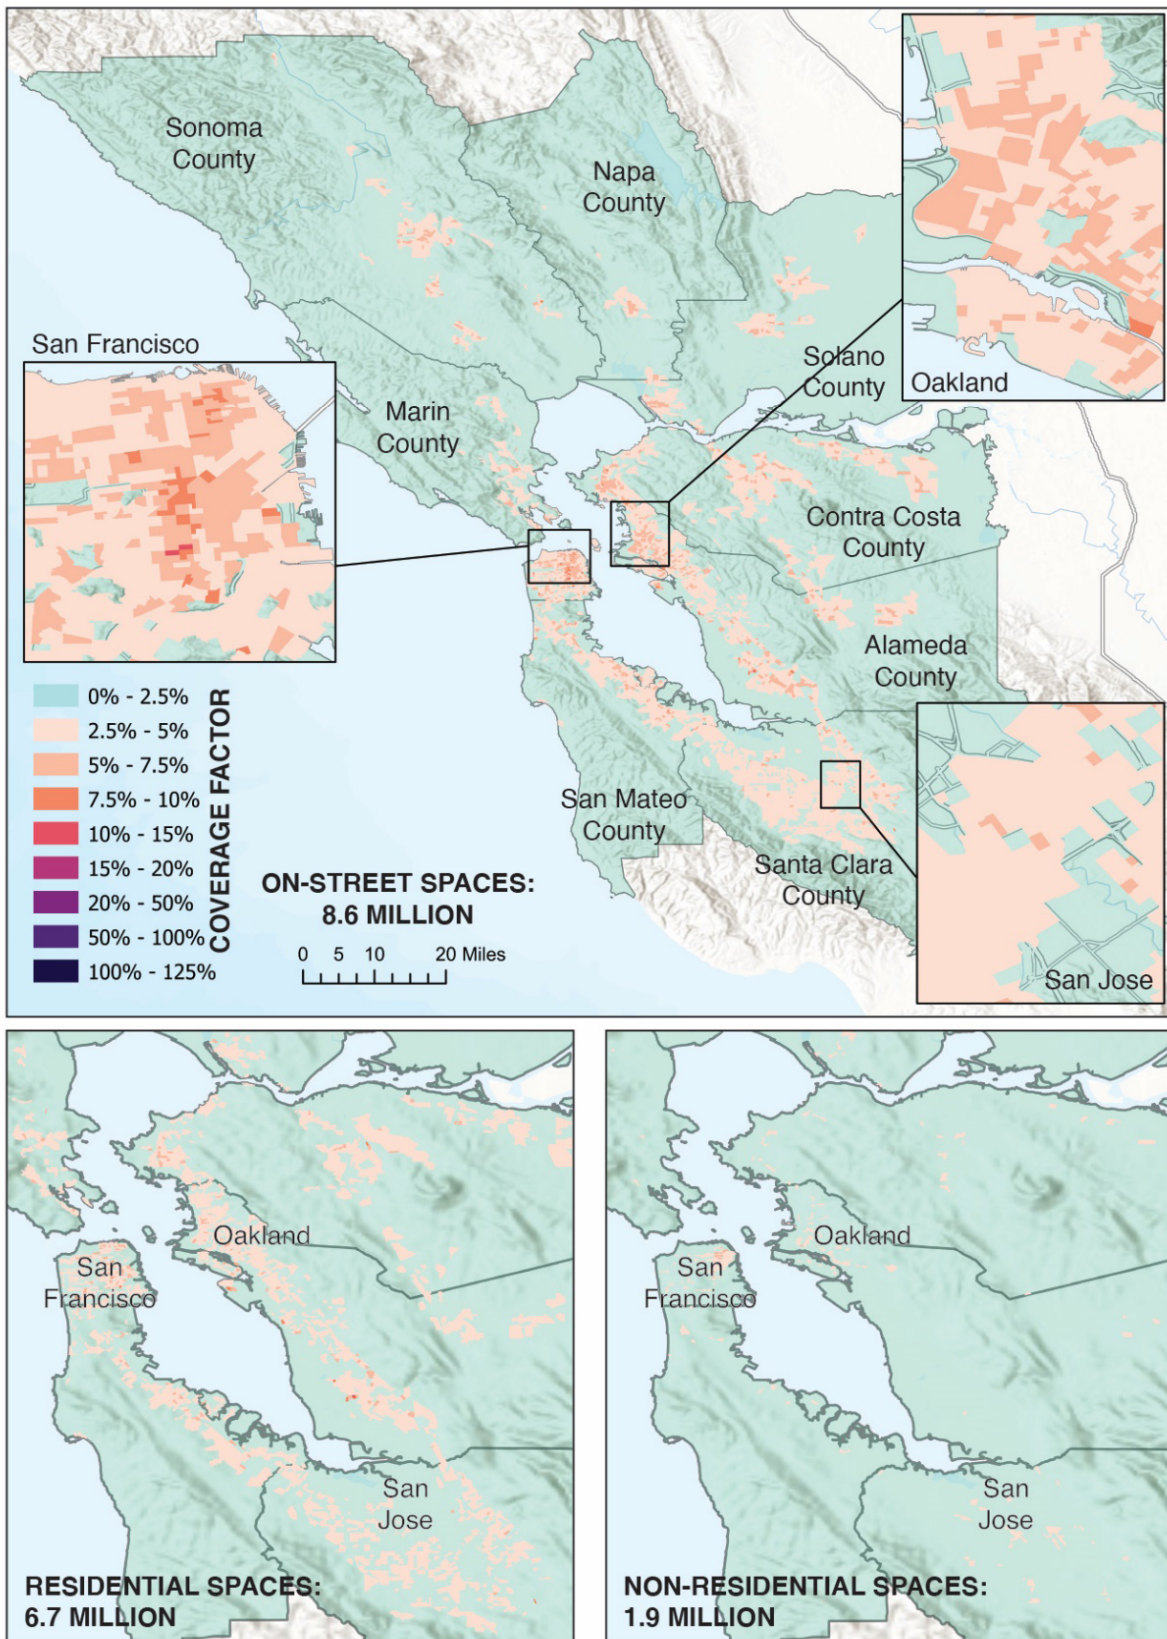 Sonoma
County
Napa
County
San Francisco
Marin
County
Solano
County
Oakland
Contra Costa
County
Alameda
County
San Mateo
County
Santa Clara
County
San Jose
0% - 2.5%
2.5% - 5%
5% - 7.5%
7.5% - 10%
10% - 15%
15% - 20%
20% - 50%
50% - 100%
100% - 125%
COVERAGE FACTOR
ON-STREET SPACES:
8.6 MILLION
0 5 10 20 Miles
Oakland
San
Francisco
San
Jose
RESIDENTIAL SPACES:
6.7 MILLION
Oakland
San
Francisco
San
Jose
NON-RESIDENTIAL SPACES:
1.9 MILLION